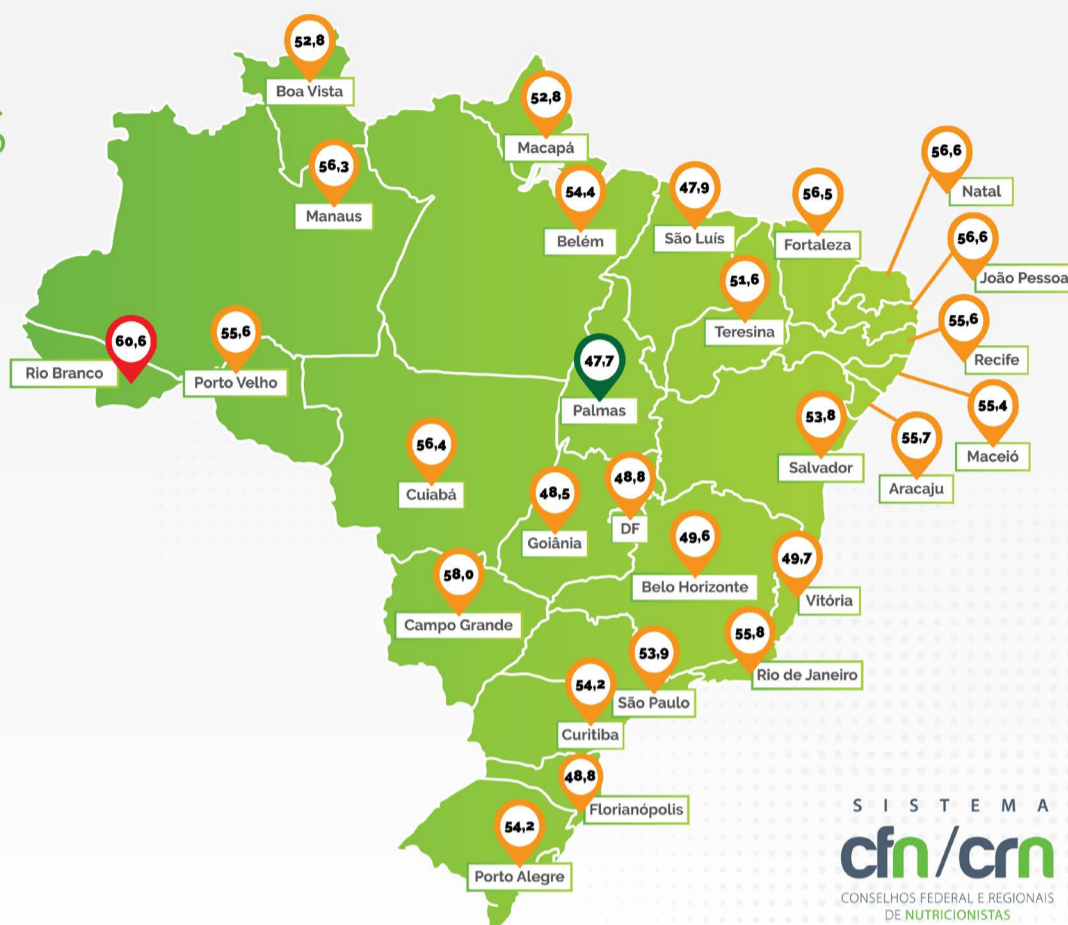 52,8
Boa Vista
52,8
Macapá
56,3
Manaus
54,4
Belém
47,9
São Luís
56,5
Fortaleza
56,6
Natal
56,6
João Pessoa
51,6
Teresina
55,6
Recife
60,6
Rio Branco
55,6
Porto Velho
47,7
Palmas
55,4
Maceió
53,8
Salvador
55,7
Aracaju
56,4
Cuiabá
48,5
Goiânia
48,8
DF
49,6
Belo Horizonte
49,7
Vitória
58,0
Campo Grande
55,8
Rio de Janeiro
53,9
São Paulo
54,2
Curitiba
48,8
Florianópolis
54,2
Porto Alegre
SISTEMA
cfn/crn
CONSELHOS FEDERAL E REGIONAIS
DE NUTRICIONISTAS